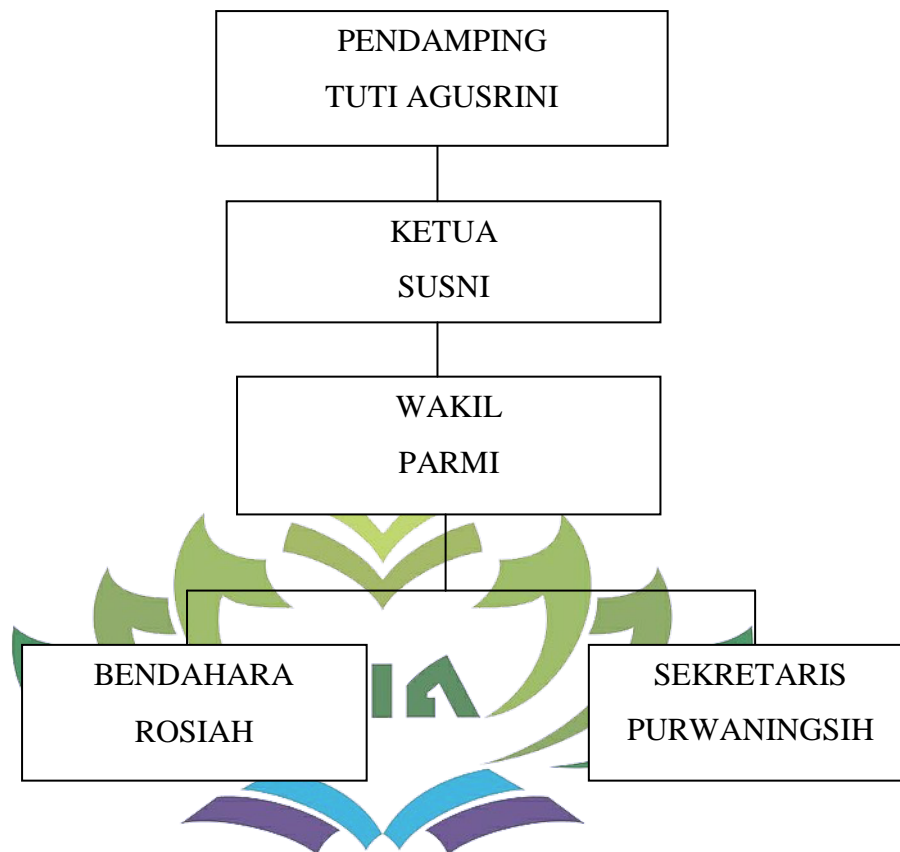 PENDAMPING
TUTI AGUSRINI
KETUA
SUSNI
WAKIL
PARMI
BENDAHARA
ROSIAH
SEKRETARIS
PURWANINGSIH